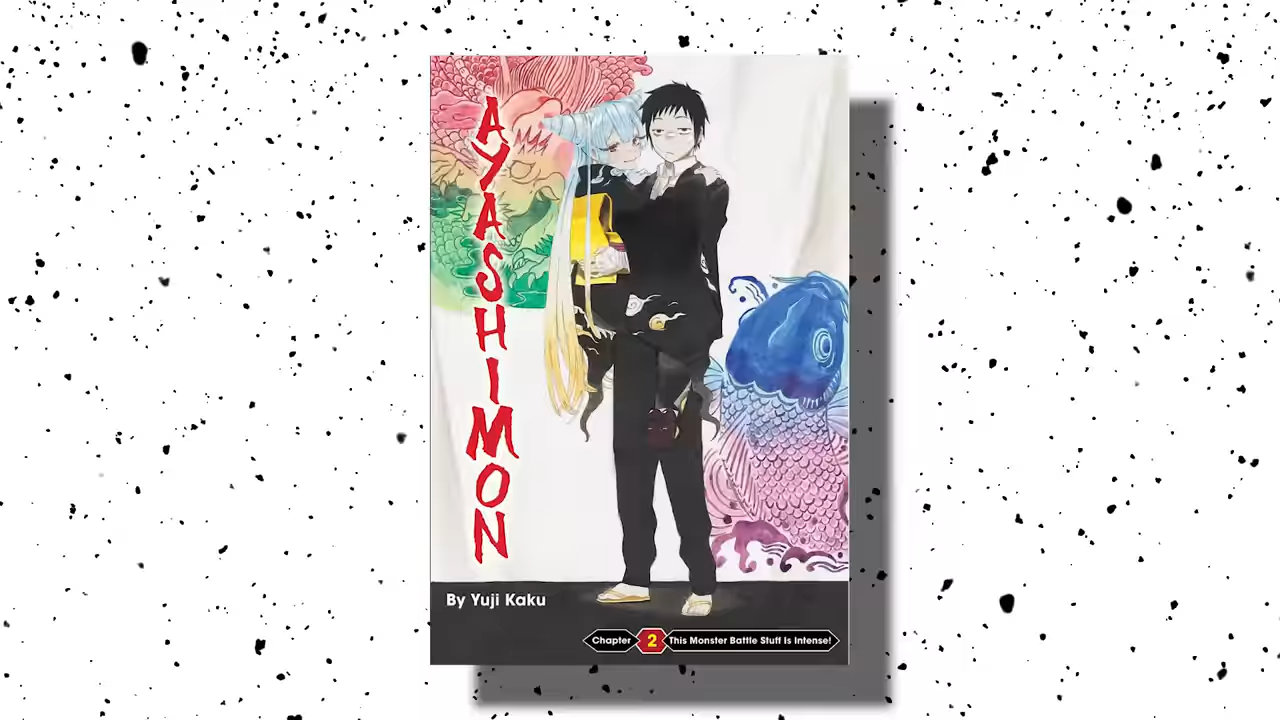 AYASHIMON
By Yuji Kaku
Chapter 2 This Monster Battle Stuff Is Intense!